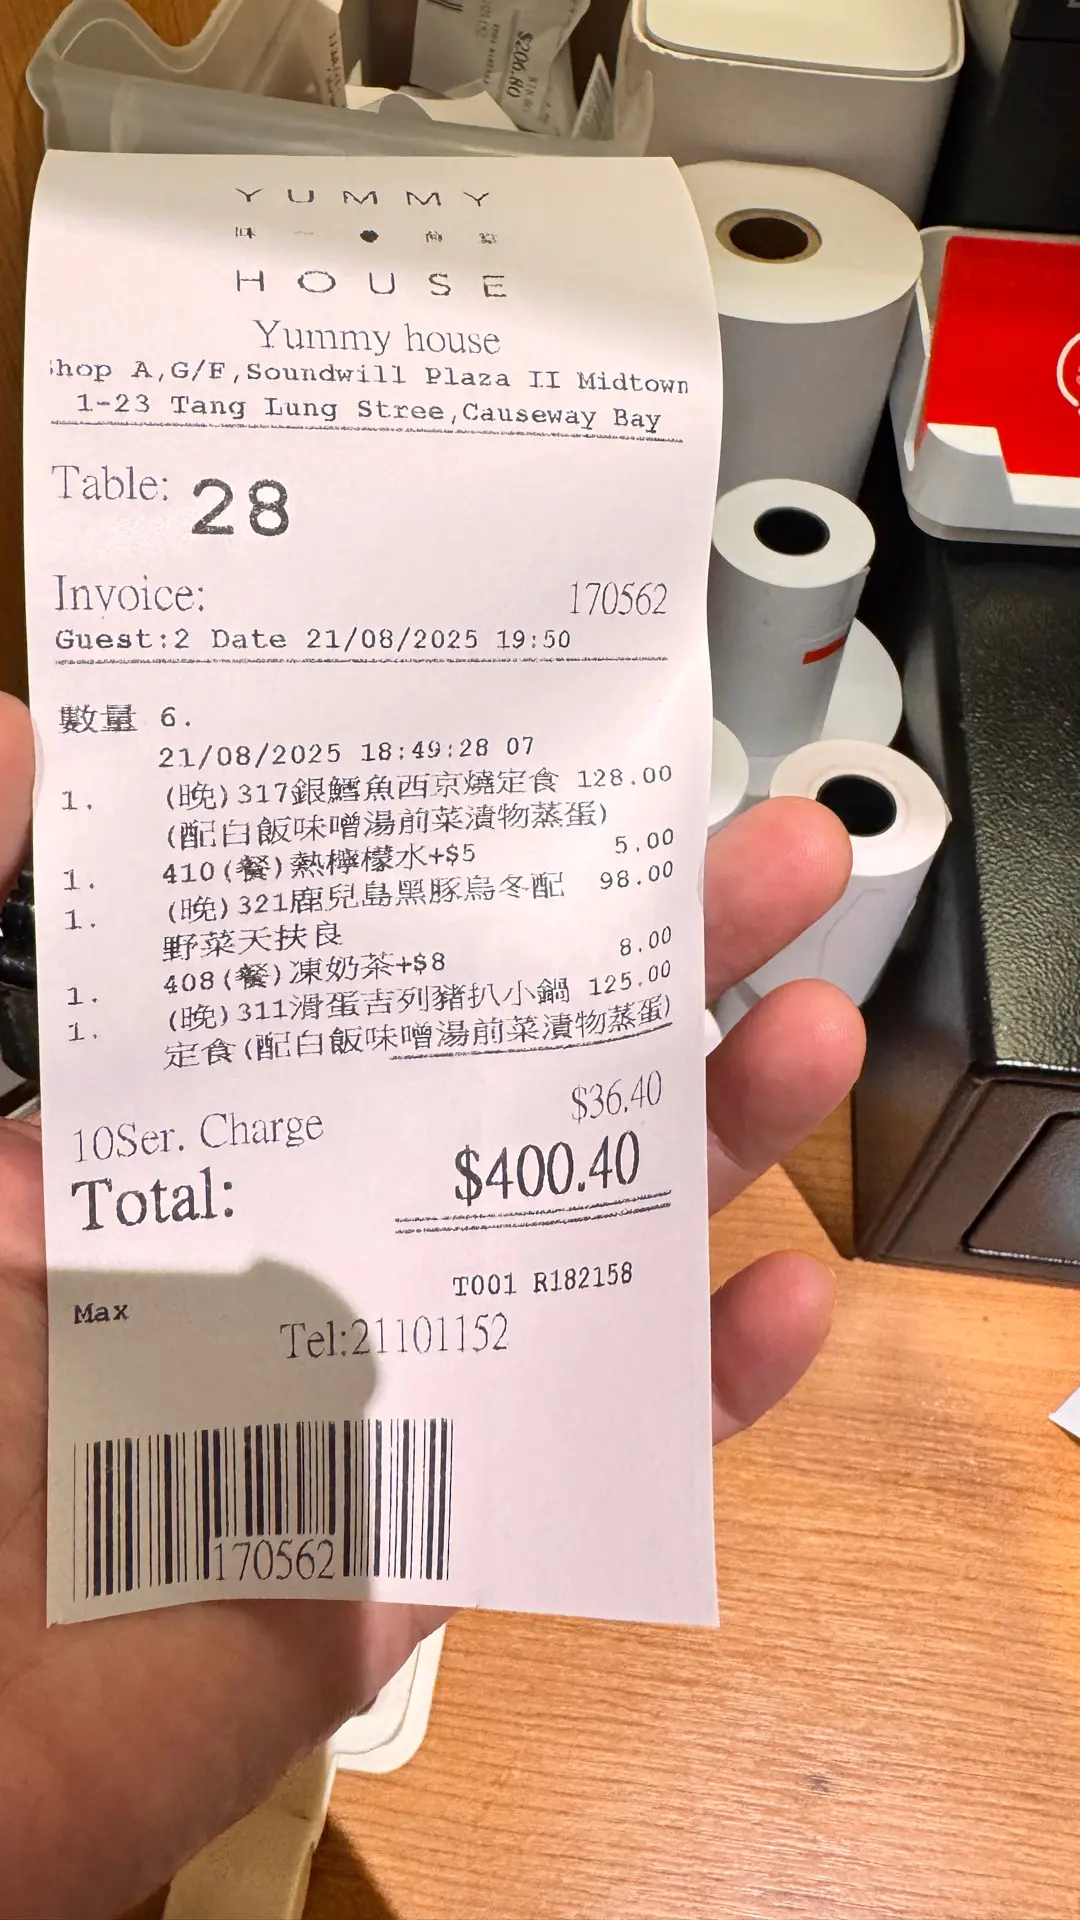 $206.80
YUMMY
味 一 ● 煎 家
HOUSE
Yummy house
hop A,G/F,Soundwill Plaza II Midtown
1-23 Tang Lung Stree,Causeway Bay
Table: 28
Invoice: 170562
Guest:2 Date 21/08/2025 19:50
數量 6.
21/08/2025 18:49:28 07
1. (晚)317銀鱈魚西京燒定食 128.00
(配白飯味噌湯前菜漬物蒸蛋)
1. 410(餐)熱檸檬水+$5 5.00
1. (晚)321鹿兒島黑豚烏冬配 98.00
野菜天扶良
1. 408(餐)凍奶茶+$8 8.00
1. (晚)311滑蛋吉列豬扒小鍋 125.00
定食(配白飯味噌湯前菜漬物蒸蛋)
10Ser. Charge $36.40
Total: $400.40
T001 R182158
Max
Tel:21101152
170562